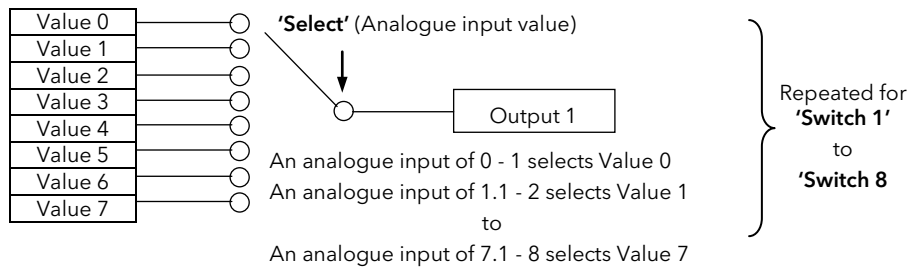 Value 0
Value 1
Value 2
Value 3
Value 4
Value 5
Value 6
Value 7
'Select' (Analogue input value)
Output 1
An analogue input of 0 - 1 selects Value 0
An analogue input of 1.1 - 2 selects Value 1
to
An analogue input of 7.1 - 8 selects Value 7
Repeated for
'Switch 1'
to
'Switch 8